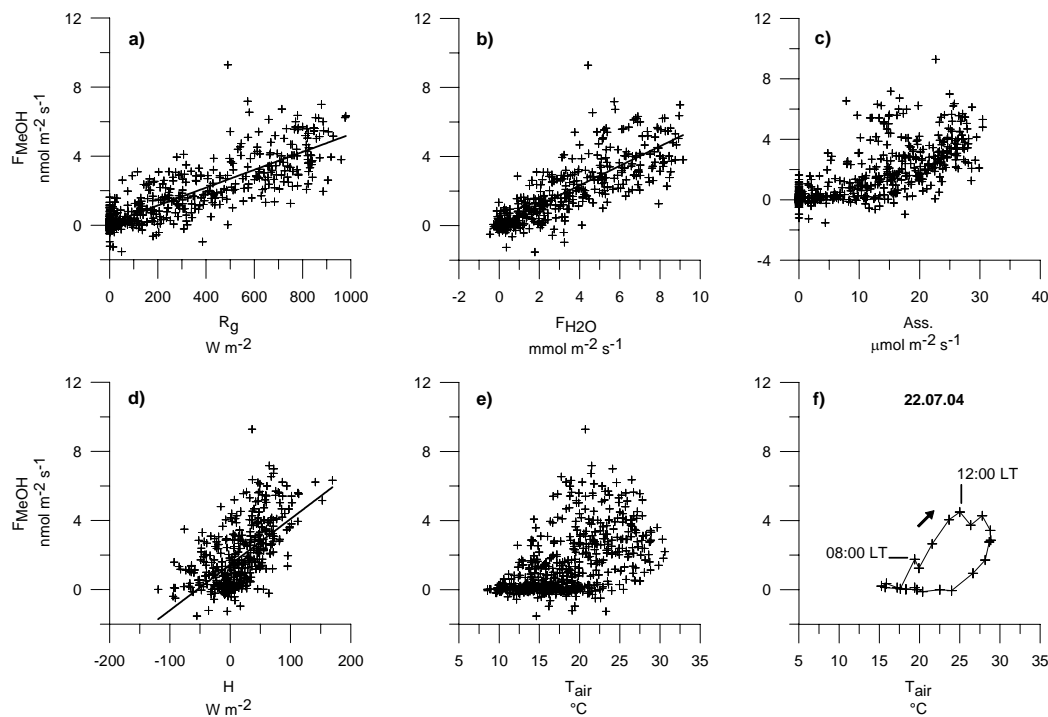 a)
F_MeOH
nmol m-2 s-1
12
8
4
0
0 200 400 600 800 1000
R_g
W m-2
b)
12
8
4
0
-2 0 2 4 6 8 10
F_H2O
mmol m-2 s-1
c)
12
8
4
0
-4
0 10 20 30 40
Ass.
μmol m-2 s-1
d)
F_MeOH
nmol m-2 s-1
12
8
4
0
-200 -100 0 100 200
H
W m-2
e)
12
8
4
0
5 10 15 20 25 30 35
T_air
°C
f)
22.07.04
12:00 LT
08:00 LT
12
8
4
0
5 10 15 20 25 30 35
T_air
°C